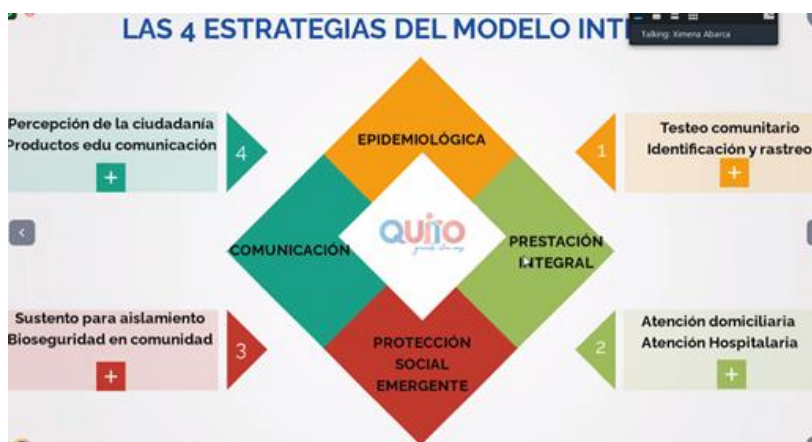 LAS 4 ESTRATEGIAS DEL MODELO INT
Talking: Ximena Abarca
Percepción de la ciudadanía
Productos edu comunicación
+
4
EPIDEMIOLÓGICA
1
Testeo comunitario
Identificación y rastreo
+
COMUNICACIÓN
QUITO
PRESTACIÓN
INTEGRAL
Sustento para aislamiento
Bioseguridad en comunidad
+
3
PROTECCIÓN
SOCIAL
EMERGENTE
2
Atención domiciliaria
Atención Hospitalaria
+